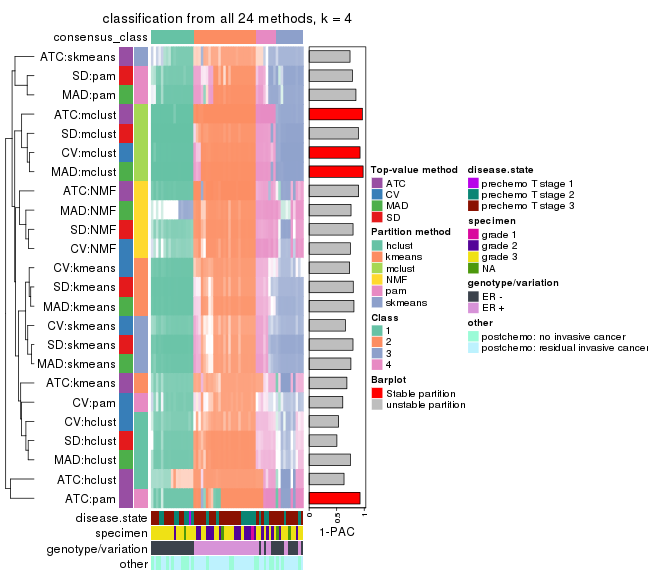 classification from all 24 methods, k = 4
consensus_class
ATC:skmeans
SD:pam
MAD:pam
ATC:mclust
SD:mclust
CV:mclust
MAD:mclust
ATC:NMF
MAD:NMF
SD:NMF
CV:NMF
CV:kmeans
SD:kmeans
MAD:kmeans
CV:skmeans
SD:skmeans
MAD:skmeans
ATC:kmeans
CV:pam
CV:hclust
SD:hclust
MAD:hclust
ATC:hclust
ATC:pam
disease.state
specimen
genotype/variation
other
0
0.5
1
1-PAC
Top-value method
ATC
CV
MAD
SD
Partition method
hclust
kmeans
mclust
NMF
pam
skmeans
Class
1
2
3
4
Barplot
Stable partition
unstable partition
disease.state
prechemo T stage 1
prechemo T stage 2
prechemo T stage 3
specimen
grade 1
grade 2
grade 3
NA
genotype/variation
ER -
ER +
other
postchemo: no invasive cancer
postchemo: residual invasive cancer